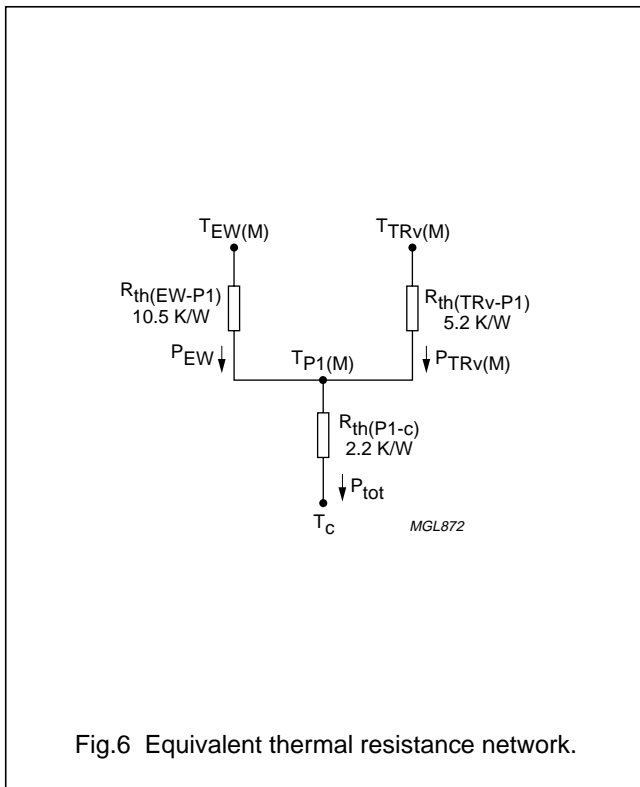 TEW(M)
TTRv(M)
Rth(EW-P1)
10.5 K/W
Rth(TRv-P1)
5.2 K/W
PEW
TP1(M)
PTRv(M)
Rth(P1-c)
2.2 K/W
Ptot
Tc
MGL872
Fig.6 Equivalent thermal resistance network.